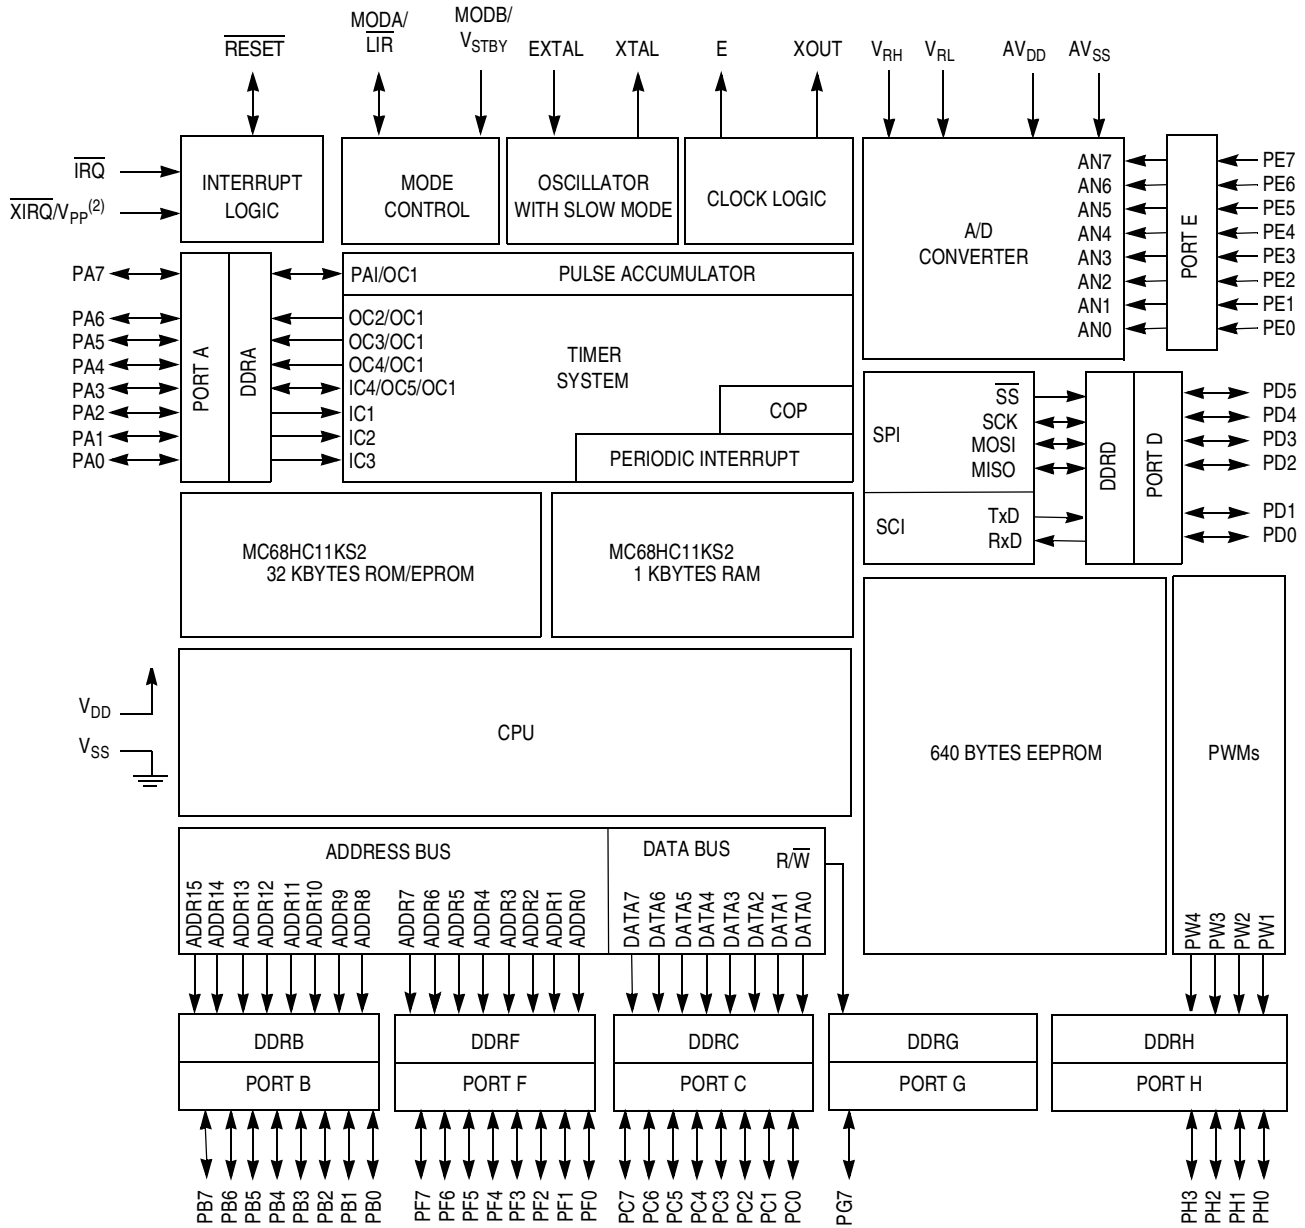 RESET
MODA/
LIR
MODB/
VSTBY
EXTAL
XTAL
E
XOUT
VRH
VRL
AVDD
AVSS
IRQ
XIRQ/VPP(2)
INTERRUPT
LOGIC
MODE
CONTROL
OSCILLATOR
WITH SLOW MODE
CLOCK LOGIC
A/D
CONVERTER
AN7
AN6
AN5
AN4
AN3
AN2
AN1
AN0
PORT E
PE7
PE6
PE5
PE4
PE3
PE2
PE1
PE0
PA7
PA6
PA5
PA4
PA3
PA2
PA1
PA0
PORT A
DDRA
PAI/OC1
PULSE ACCUMULATOR
OC2/OC1
OC3/OC1
OC4/OC1
IC4/OC5/OC1
IC1
IC2
IC3
TIMER
SYSTEM
COP
PERIODIC INTERRUPT
SPI
SS
SCK
MOSI
MISO
SCI
TxD
RxD
DDRD
PORT D
PD5
PD4
PD3
PD2
PD1
PD0
MC68HC11KS2
32 KBYTES ROM/EPROM
MC68HC11KS2
1 KBYTES RAM
VDD
VSS
CPU
640 BYTES EEPROM
PWMs
ADDRESS BUS
DATA BUS
R/W
ADDR15
ADDR14
ADDR13
ADDR12
ADDR11
ADDR10
ADDR9
ADDR8
ADDR7
ADDR6
ADDR5
ADDR4
ADDR3
ADDR2
ADDR1
ADDR0
DATA7
DATA6
DATA5
DATA4
DATA3
DATA2
DATA1
DATA0
PW4
PW3
PW2
PW1
DDRB
PORT B
DDRF
PORT F
DDRC
PORT C
DDRG
PORT G
DDRH
PORT H
PB7
PB6
PB5
PB4
PB3
PB2
PB1
PB0
PF7
PF6
PF5
PF4
PF3
PF2
PF1
PF0
PC7
PC6
PC5
PC4
PC3
PC2
PC1
PC0
PG7
PH3
PH2
PH1
PH0